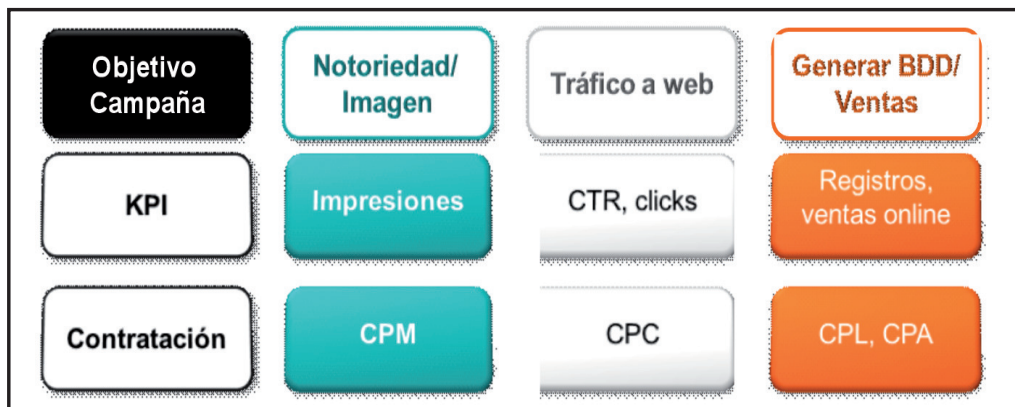 Objetivo
Campaña
Notoriedad/
Imagen
Tráfico a web
Generar BDD/
Ventas
KPI
Impresiones
CTR, clicks
Registros,
ventas online
Contratación
CPM
CPC
CPL, CPA